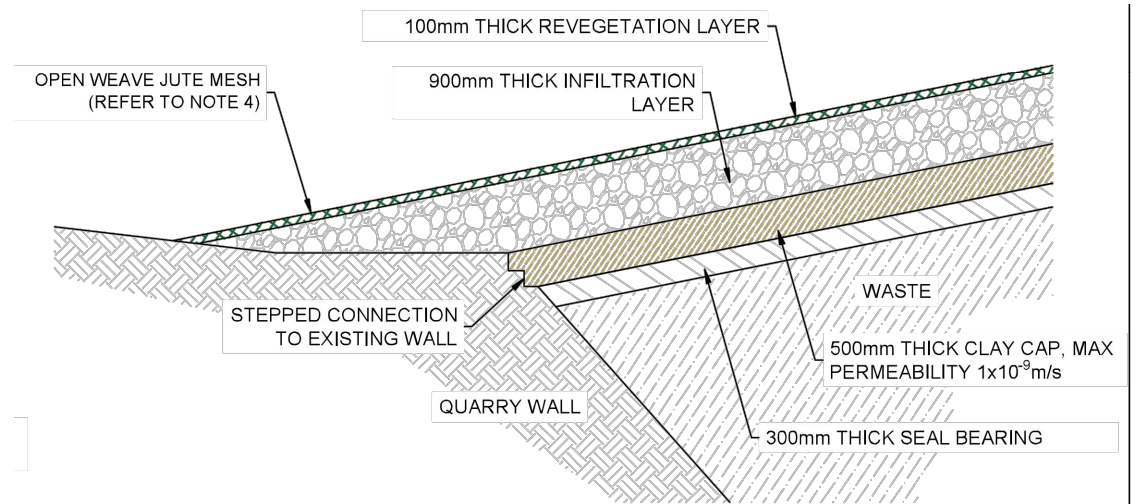 100mm THICK REVEGETATION LAYER
OPEN WEAVE JUTE MESH
(REFER TO NOTE 4)
900mm THICK INFILTRATION
LAYER
STEPPED CONNECTION
TO EXISTING WALL
WASTE
500mm THICK CLAY CAP, MAX
PERMEABILITY 1x10⁻⁹m/s
QUARRY WALL
300mm THICK SEAL BEARING